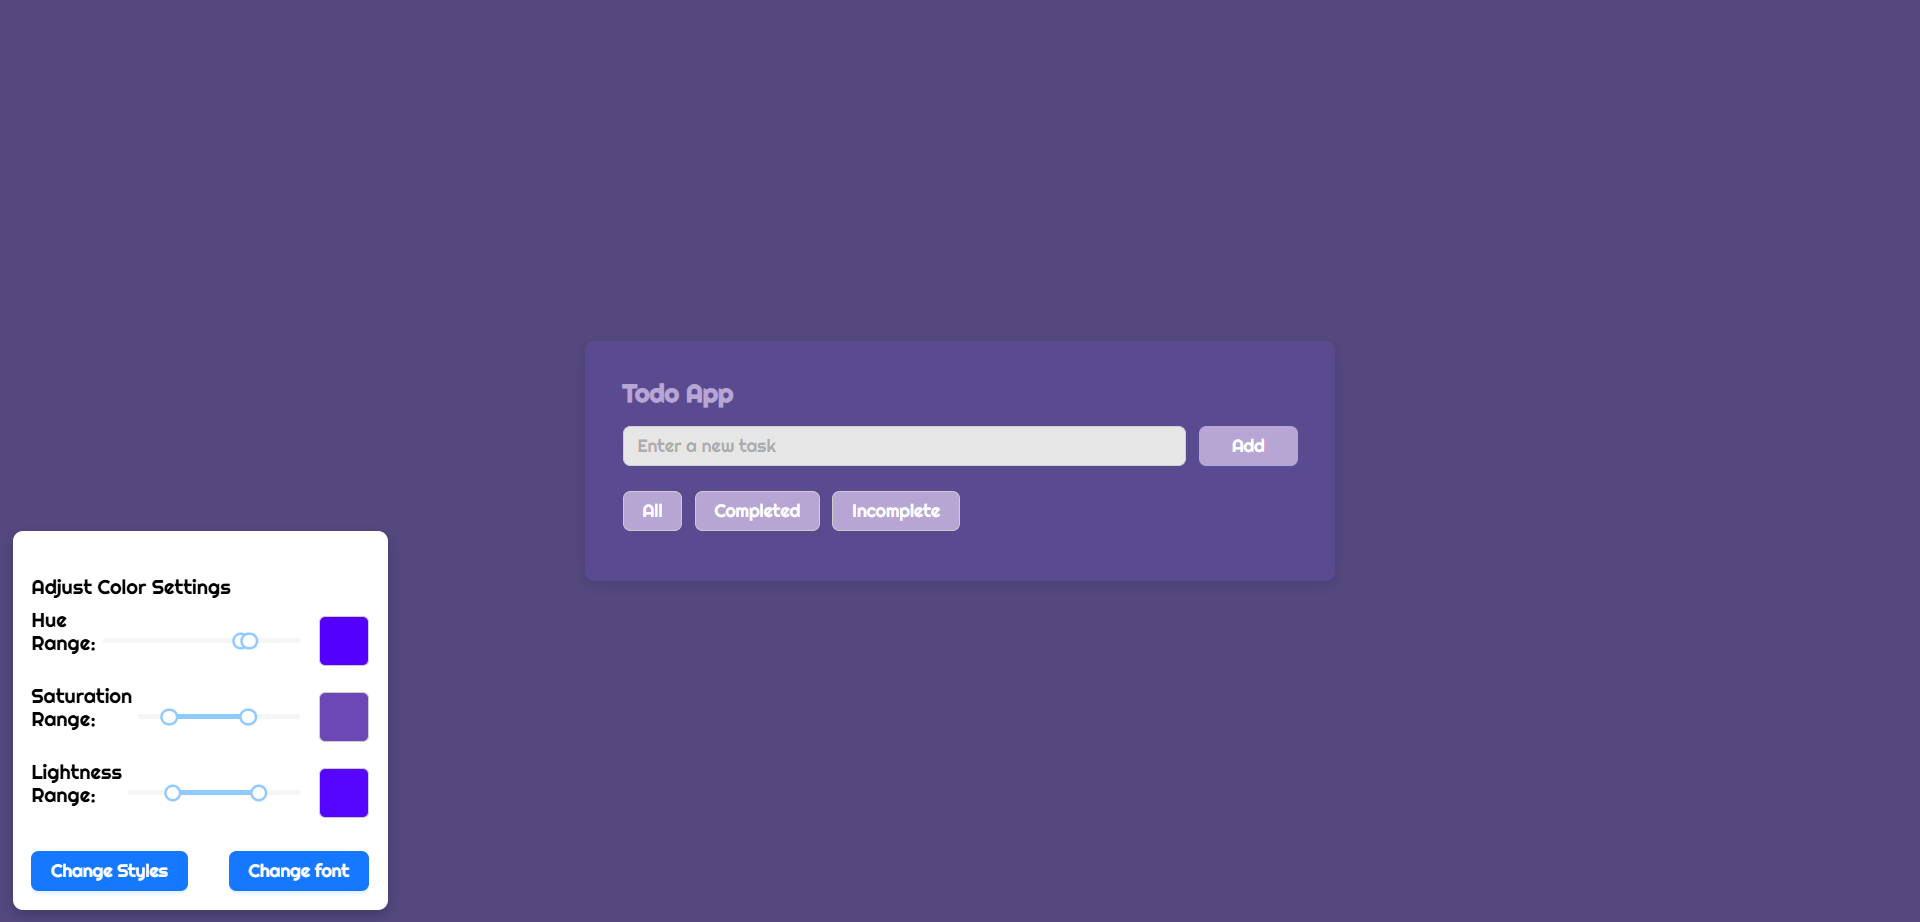 Todo App
Enter a new task
Add
All
Completed
Incomplete
Adjust Color Settings
Hue
Range:
Saturation
Range:
Lightness
Range:
Change Styles
Change font